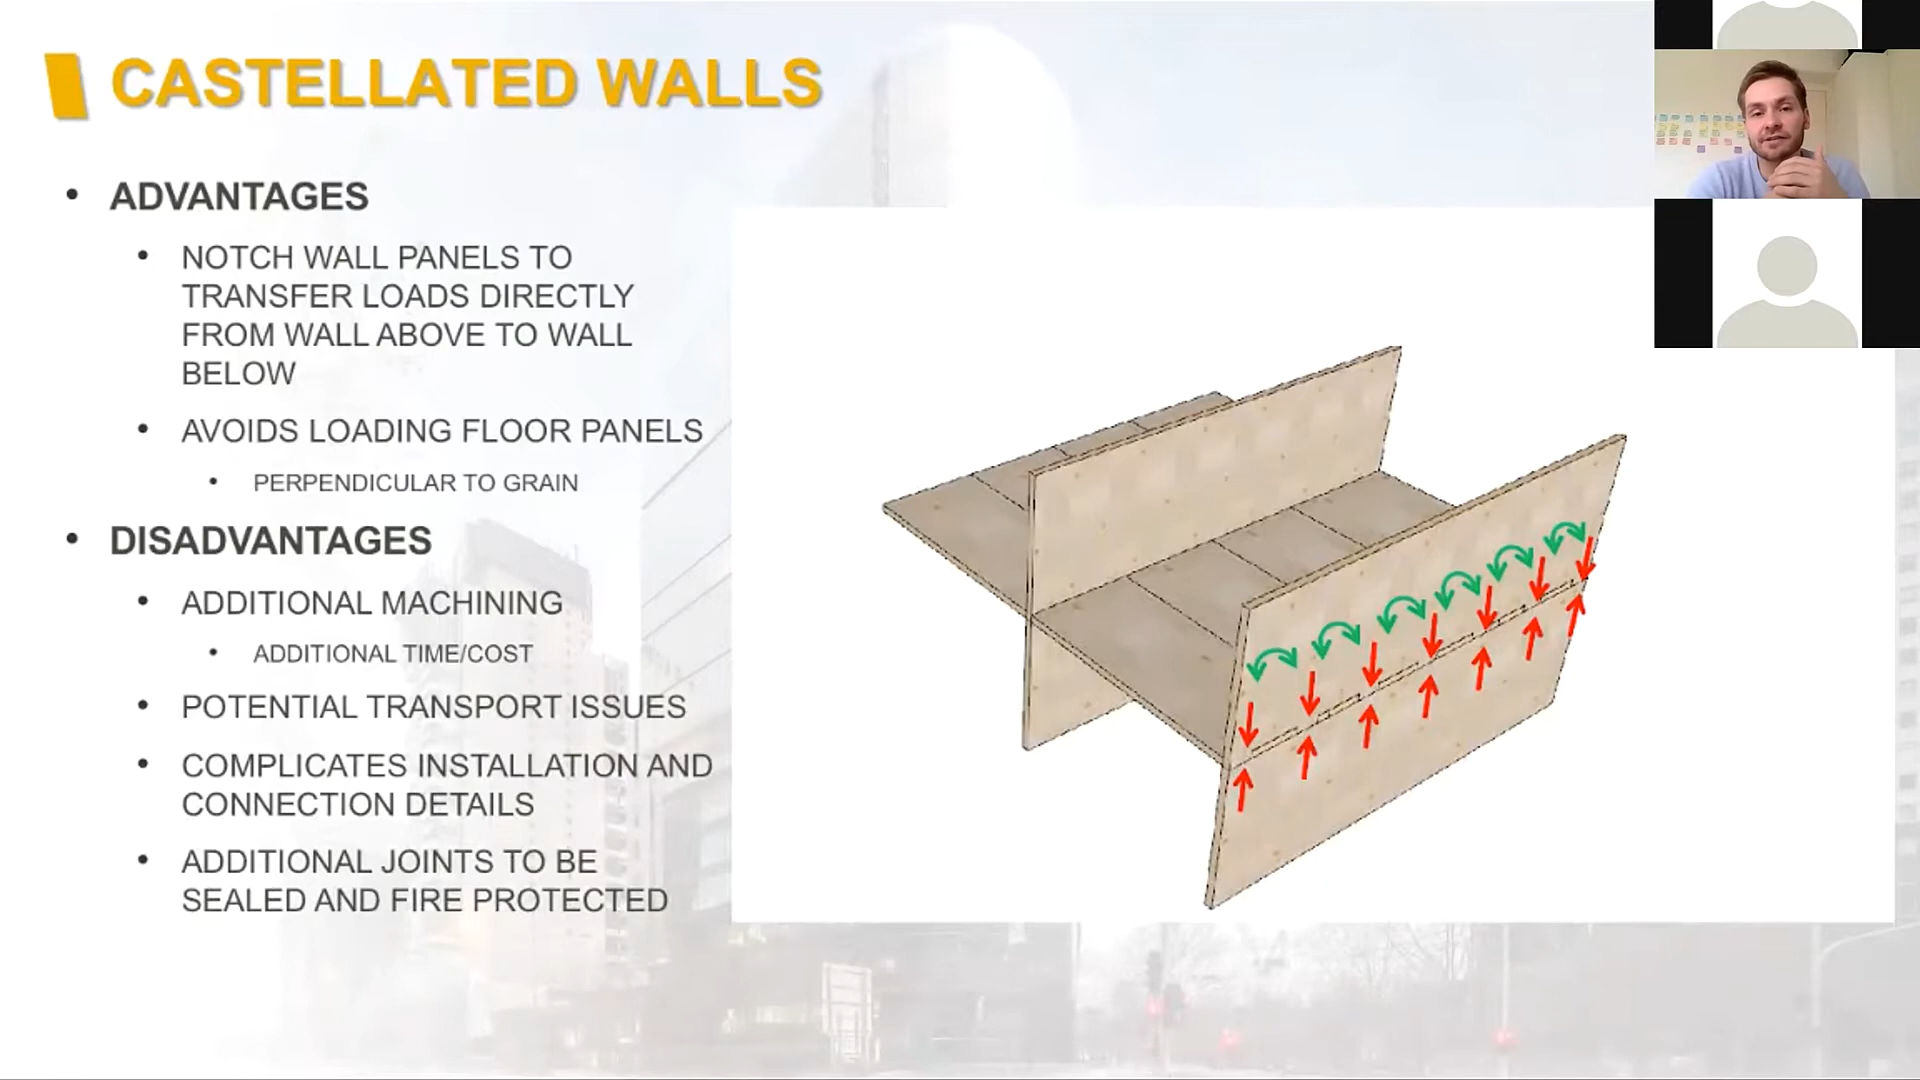 CASTELLATED WALLS
• ADVANTAGES
• NOTCH WALL PANELS TO
TRANSFER LOADS DIRECTLY
FROM WALL ABOVE TO WALL
BELOW
• AVOIDS LOADING FLOOR PANELS
• PERPENDICULAR TO GRAIN
• DISADVANTAGES
• ADDITIONAL MACHINING
• ADDITIONAL TIME/COST
• POTENTIAL TRANSPORT ISSUES
• COMPLICATES INSTALLATION AND
CONNECTION DETAILS
• ADDITIONAL JOINTS TO BE
SEALED AND FIRE PROTECTED